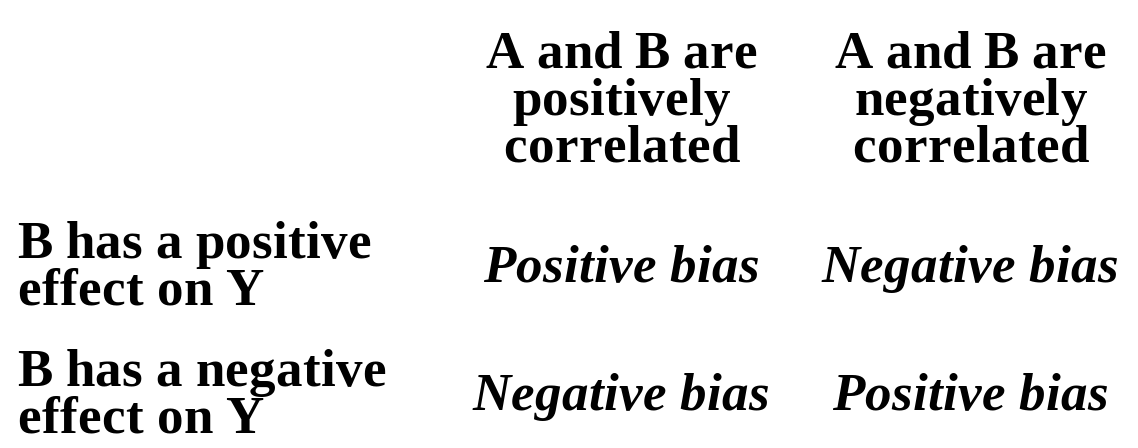 A and B are
positively
correlated
A and B are
negatively
correlated
B has a positive
effect on Y
Positive bias
Negative bias
B has a negative
effect on Y
Negative bias
Positive bias